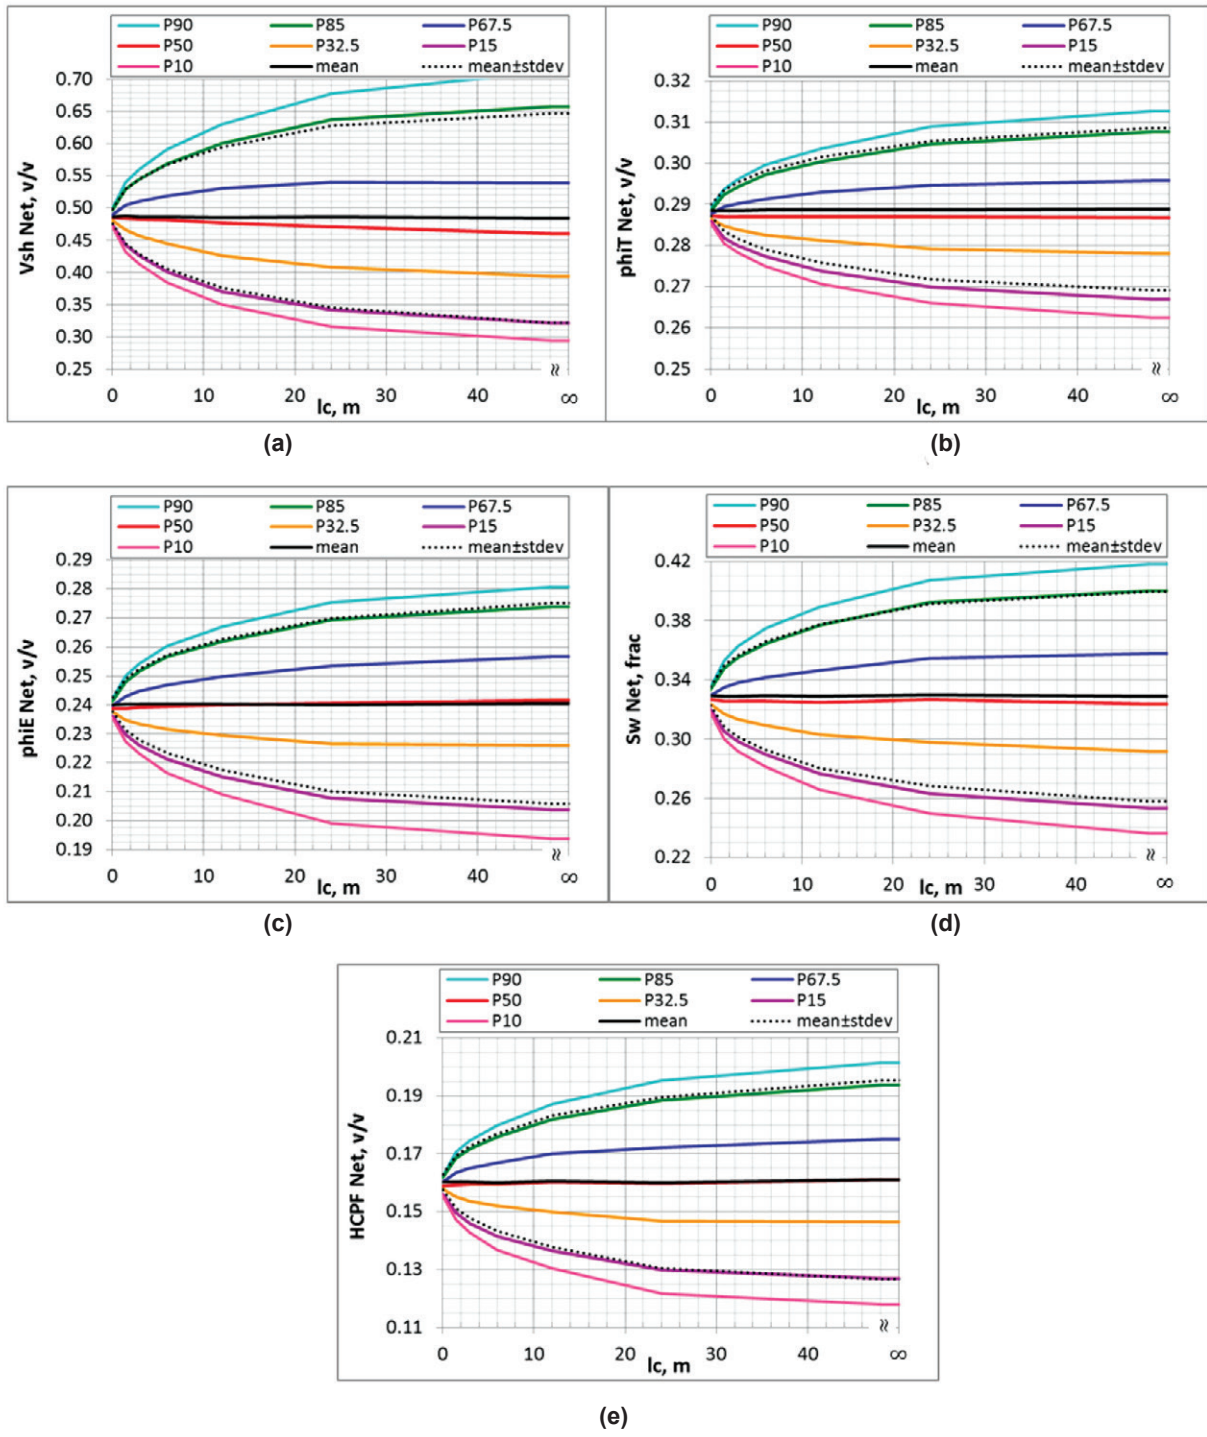 P90 P85 P67.5
P50 P32.5 P15
P10 mean mean±stdev
0.70
0.65
0.60
0.55
0.50
0.45
0.40
0.35
0.30
0.25
Vsh Net, v/v
≈
0 10 20 30 40 ∞
lc, m
(a)
P90 P85 P67.5
P50 P32.5 P15
P10 mean mean±stdev
0.32
0.31
0.30
0.29
0.28
0.27
0.26
0.25
phiT Net, v/v
≈
0 10 20 30 40 ∞
lc, m
(b)
P90 P85 P67.5
P50 P32.5 P15
P10 mean mean±stdev
0.29
0.28
0.27
0.26
0.25
0.24
0.23
0.22
0.21
0.20
0.19
phiE Net, v/v
≈
0 10 20 30 40 ∞
lc, m
(c)
P90 P85 P67.5
P50 P32.5 P15
P10 mean mean±stdev
0.42
0.38
0.34
0.30
0.26
0.22
Sw Net, frac
≈
0 10 20 30 40 ∞
lc, m
(d)
P90 P85 P67.5
P50 P32.5 P15
P10 mean mean±stdev
0.21
0.19
0.17
0.15
0.13
0.11
HCPF Net, v/v
≈
0 10 20 30 40 ∞
lc, m
(e)